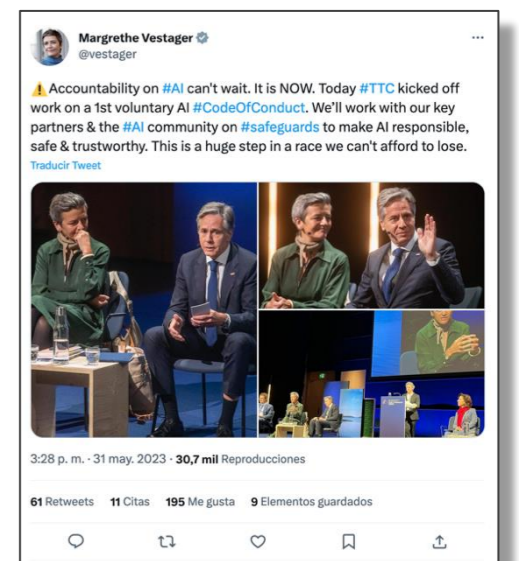 Margrethe Vestager
@vestager
⚠️Accountability on #AI can't wait. It is NOW. Today #TTC kicked off
work on a 1st voluntary AI #CodeOfConduct. We'll work with our key
partners & the #AI community on #safeguards to make AI responsible,
safe & trustworthy. This is a huge step in a race we can't afford to lose.
Traducir Tweet
3:28 p. m. · 31 may. 2023 · 30,7 mil Reproducciones
61 Retweets 11 Citas 195 Me gusta 9 Elementos guardados